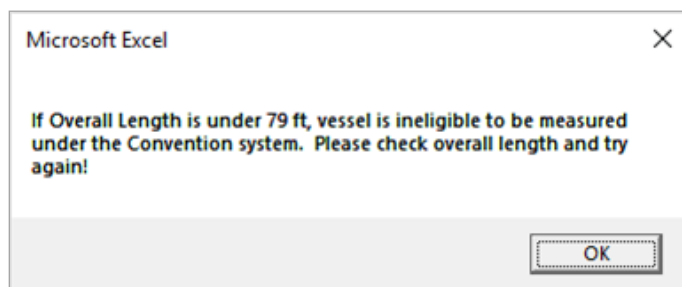 Microsoft Excel
If Overall Length is under 79 ft, vessel is ineligible to be measured
under the Convention system.  Please check overall length and try
again!
OK